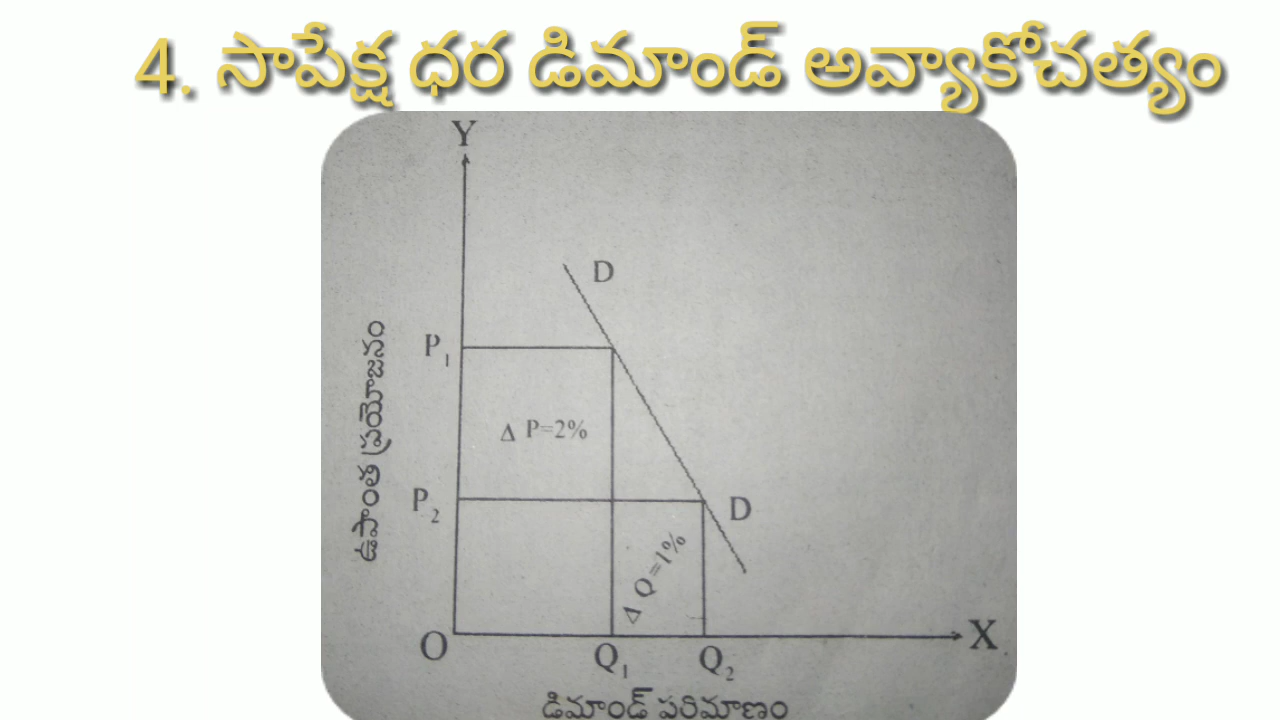 4. సాపేక్ష ధర డిమాండ్ అవ్యాకోచత్యం
Y
D
P1
ఉపాంత ప్రయోజనం
Δ P=2%
P2
D
Δ Q=1%
O
Q1
Q2
X
డిమాండ్ పరిమాణం